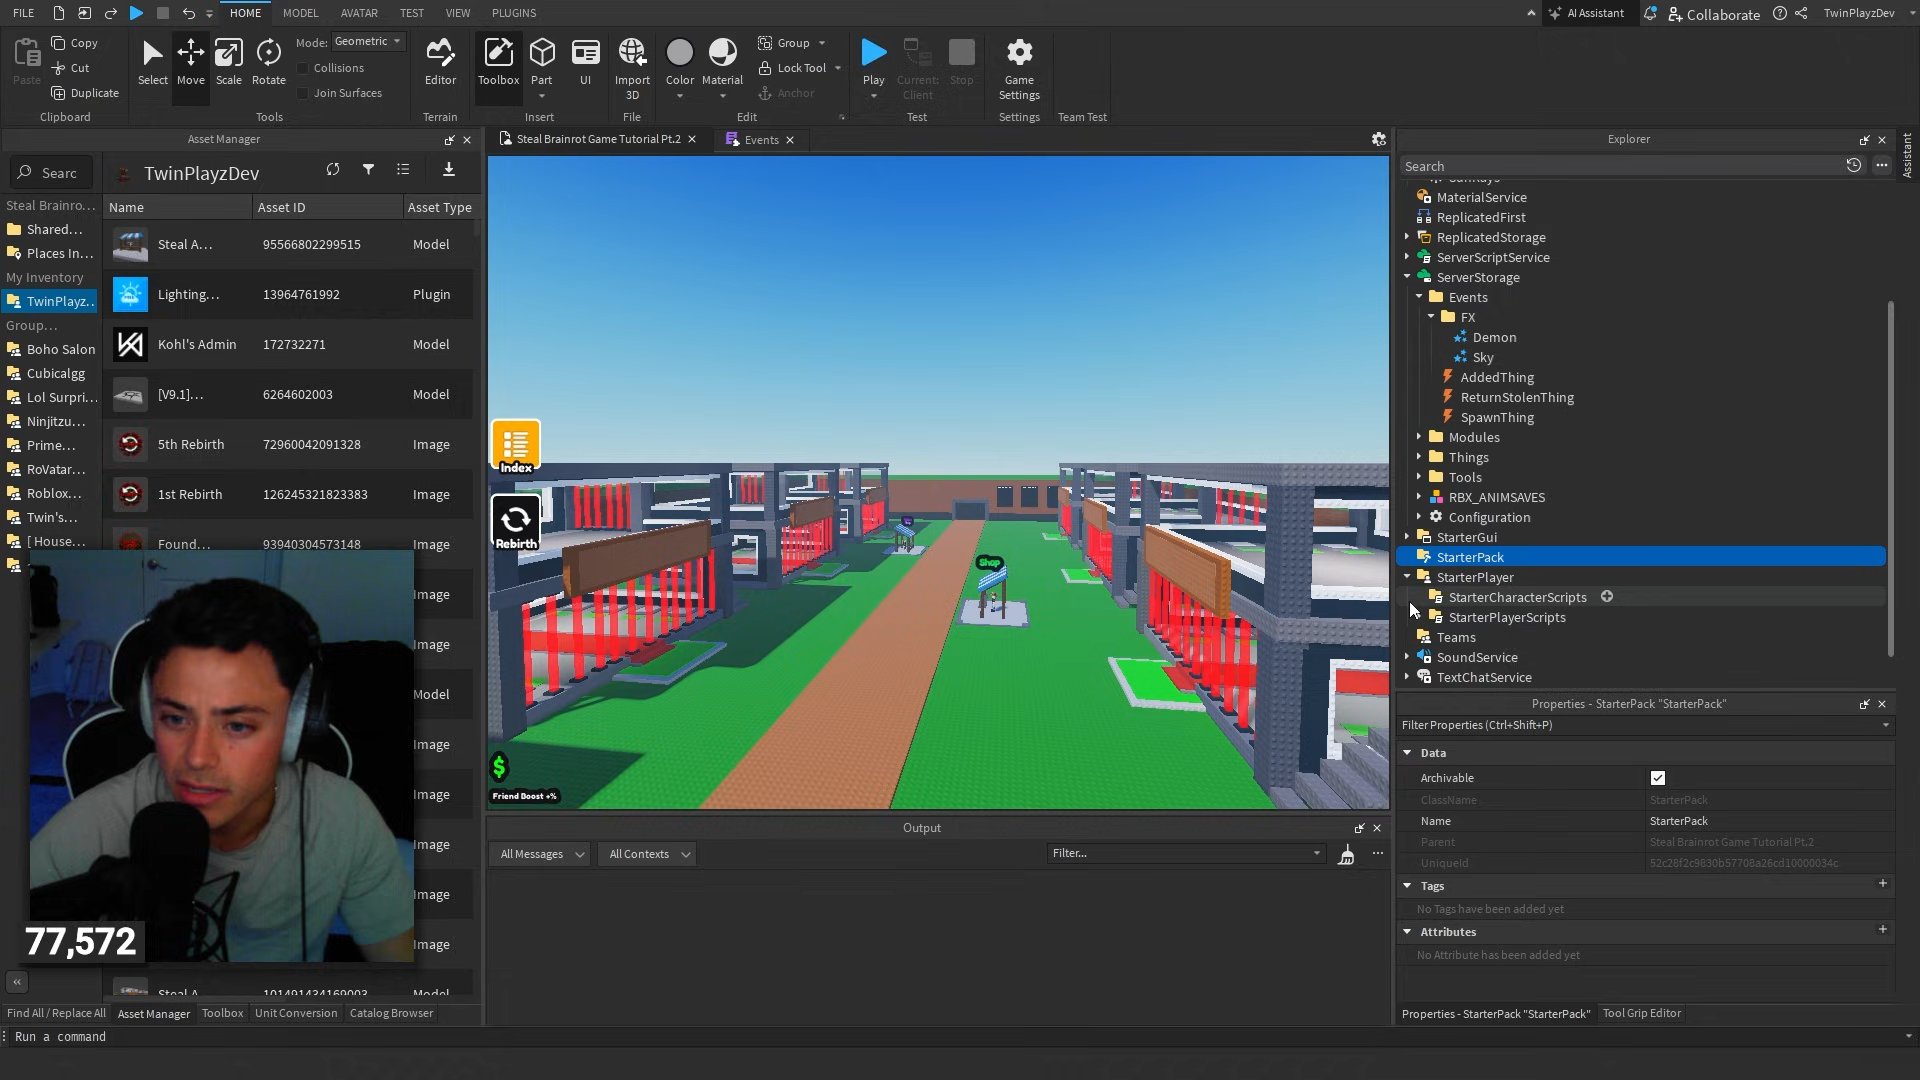 FILE
HOME
MODEL
AVATAR
TEST
VIEW
PLUGINS
AI Assistant
Collaborate
TwinPlayzDev
Paste
Copy
Cut
Duplicate
Clipboard
Select
Move
Scale
Rotate
Mode:
Geometric
Collisions
Join Surfaces
Tools
Editor
Terrain
Toolbox
Part
UI
Insert
Import 3D
File
Color
Material
Group
Lock Tool
Anchor
Edit
Play
Current: Client
Stop
Test
Game Settings
Settings
Team Test
Asset Manager
Searc
TwinPlayzDev
Steal Brainro...
Shared...
Places In...
My Inventory
TwinPlayz..
Group...
Boho Salon
Cubicalgg
Lol Surpri...
Ninjitzu...
Prime...
RoVatar...
Roblox...
Twin's...
[ House...
Name
Asset ID
Asset Type
Steal A...
95566802299515
Model
Lighting...
13964761992
Plugin
Kohl's Admin
172732271
Model
[V9.1]...
6264602003
Model
5th Rebirth
72960042091328
Image
1st Rebirth
126245321823383
Image
Found...
93940304573148
Image
Image
Image
Model
Image
Image
Image
Image
Image
Steal A...
101491434169003
Model
77,572
Find All / Replace All
Asset Manager
Toolbox
Unit Conversion
Catalog Browser
Run a command
Steal Brainrot Game Tutorial Pt.2
Events
Index
Rebirth
Shop
$
Friend Boost +%
Output
All Messages
All Contexts
Filter...
Explorer
Search
SunRays
MaterialService
ReplicatedFirst
ReplicatedStorage
ServerScriptService
ServerStorage
Events
FX
Demon
Sky
AddedThing
ReturnStolenThing
SpawnThing
Modules
Things
Tools
RBX_ANIMSAVES
Configuration
StarterGui
StarterPack
StarterPlayer
StarterCharacterScripts
StarterPlayerScripts
Teams
SoundService
TextChatService
Properties - StarterPack "StarterPack"
Filter Properties (Ctrl+Shift+P)
Data
Archivable
ClassName
StarterPack
Name
StarterPack
Parent
Steal Brainrot Game Tutorial Pt.2
UniqueId
52c28f2c9830b57708a26cd10000034c
Tags
No Tags have been added yet
Attributes
No Attribute has been added yet
Properties - StarterPack "StarterPack"
Tool Grip Editor
Assistant